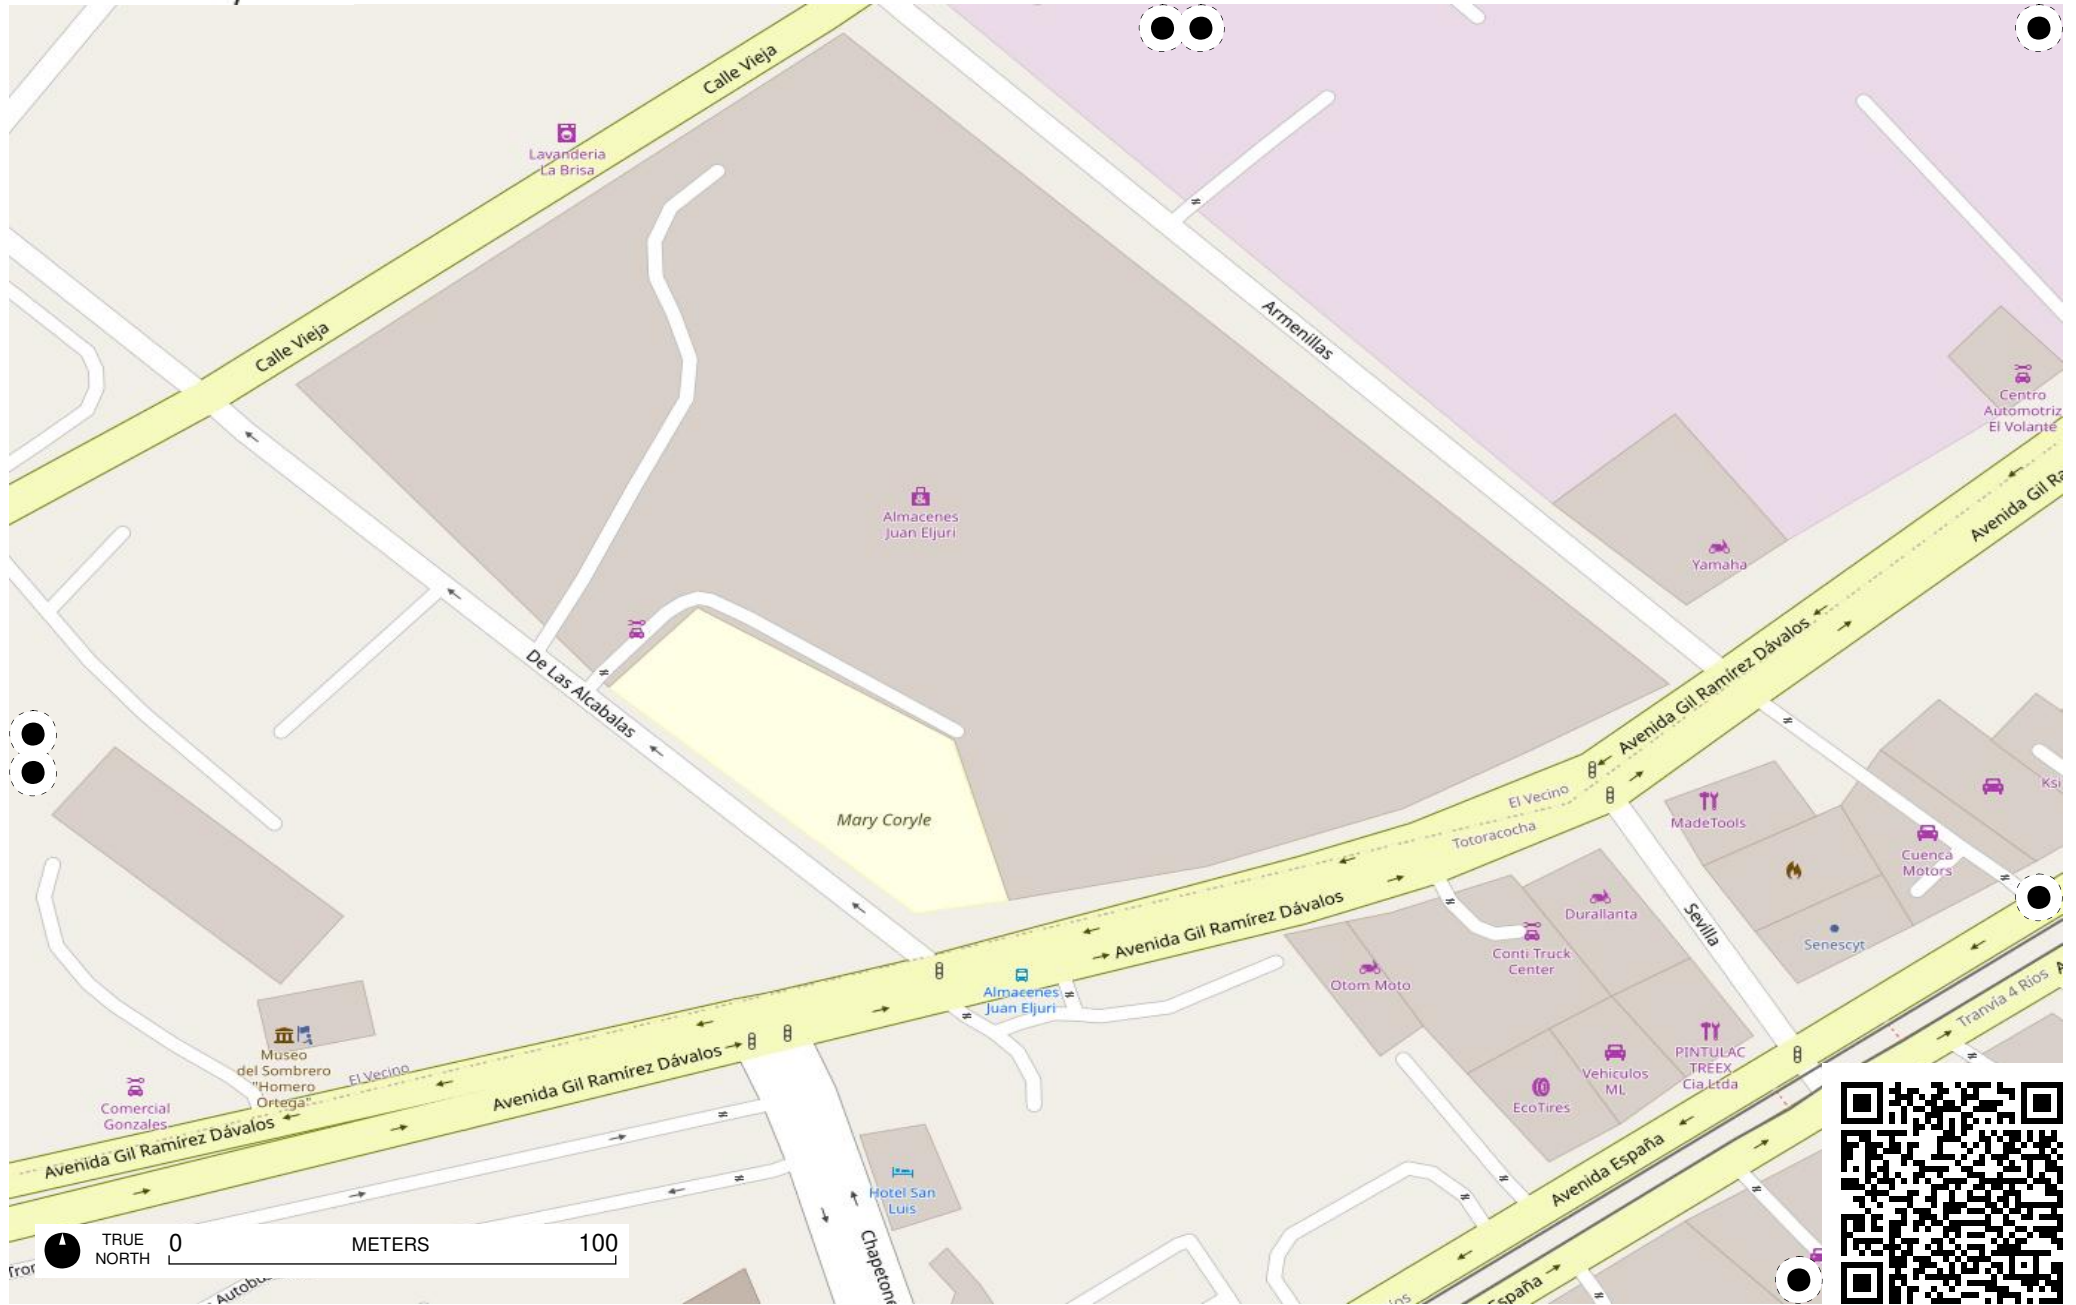 Calle Vieja
Lavanderia
La Brisa
Calle Vieja
Armenillas
Centro
Automotriz
El Volante
Almacenes
Juan Eljuri
Yamaha
Avenida Gil Ra
De Las Alcabalas
Avenida Gil Ramírez Dávalos
Mary Coryle
El Vecino
Totoracocha
MadeTools
Ksi
Cuenca
Motors
Avenida Gil Ramírez Dávalos
Durallanta
Sevilla
Senescyt
Conti Truck
Center
Otom Moto
Almacenes
Juan Eljuri
Tranvía 4 Ríos
A
Museo
del Sombrero
"Homero
Ortega"
El Vecino
Avenida Gil Ramírez Dávalos
PINTULAC
TREEX
Cia Ltda
Vehiculos
ML
EcoTires
Comercial
Gonzales
Avenida Gil Ramírez Dávalos
Avenida España
Hotel San
Luis
Chapetone
TRUE
NORTH
0 METERS 100
Tron
Autobu
España
íos